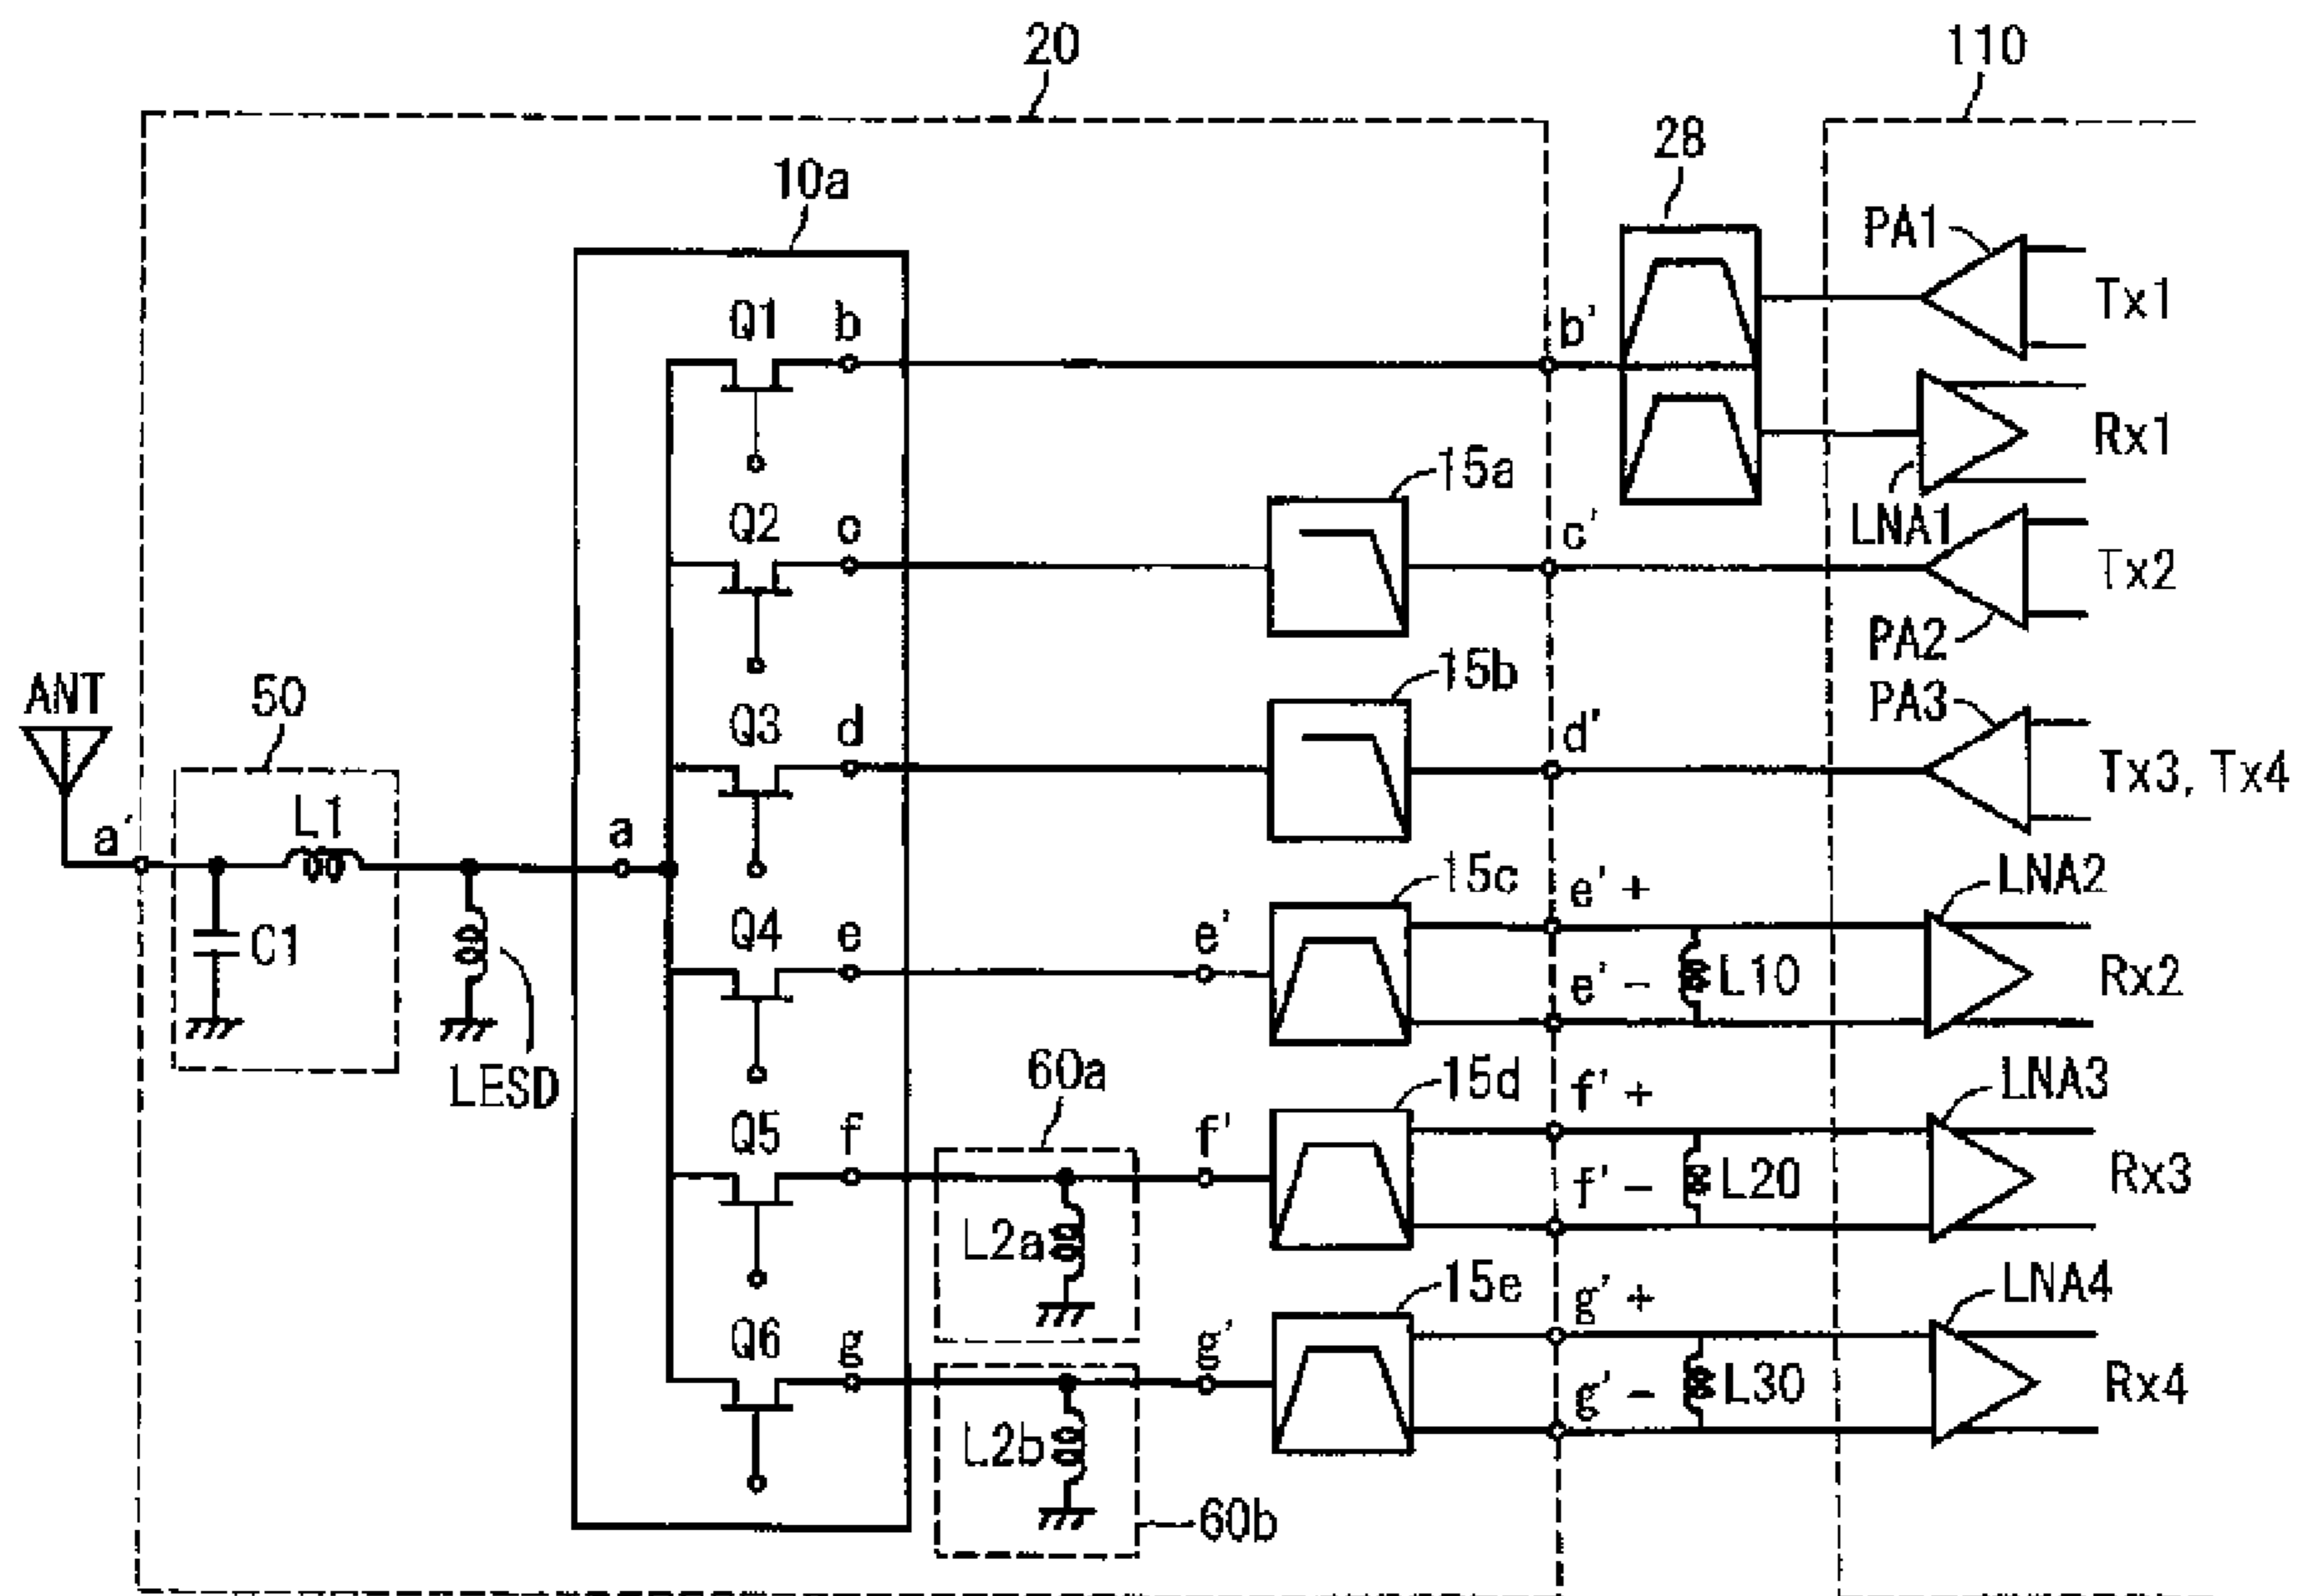 20
110
28
10a
PA1
Tx1
Q1
b
b'
Rx1
15a
LNA1
Q2
c
c'
Tx2
PA2
15b
ANT
50
Q3
d
d'
PA3
Tx3, Tx4
a'
L1
a
15c
e'+
LNA2
C1
Q4
e
e'
e'-
L10
Rx2
LESD
60a
15d
f'+
LNA3
Q5
f
f'
f'-
L20
Rx3
L2a
15e
g'+
LNA4
Q6
g
g'
g'-
L30
Rx4
L2b
60b